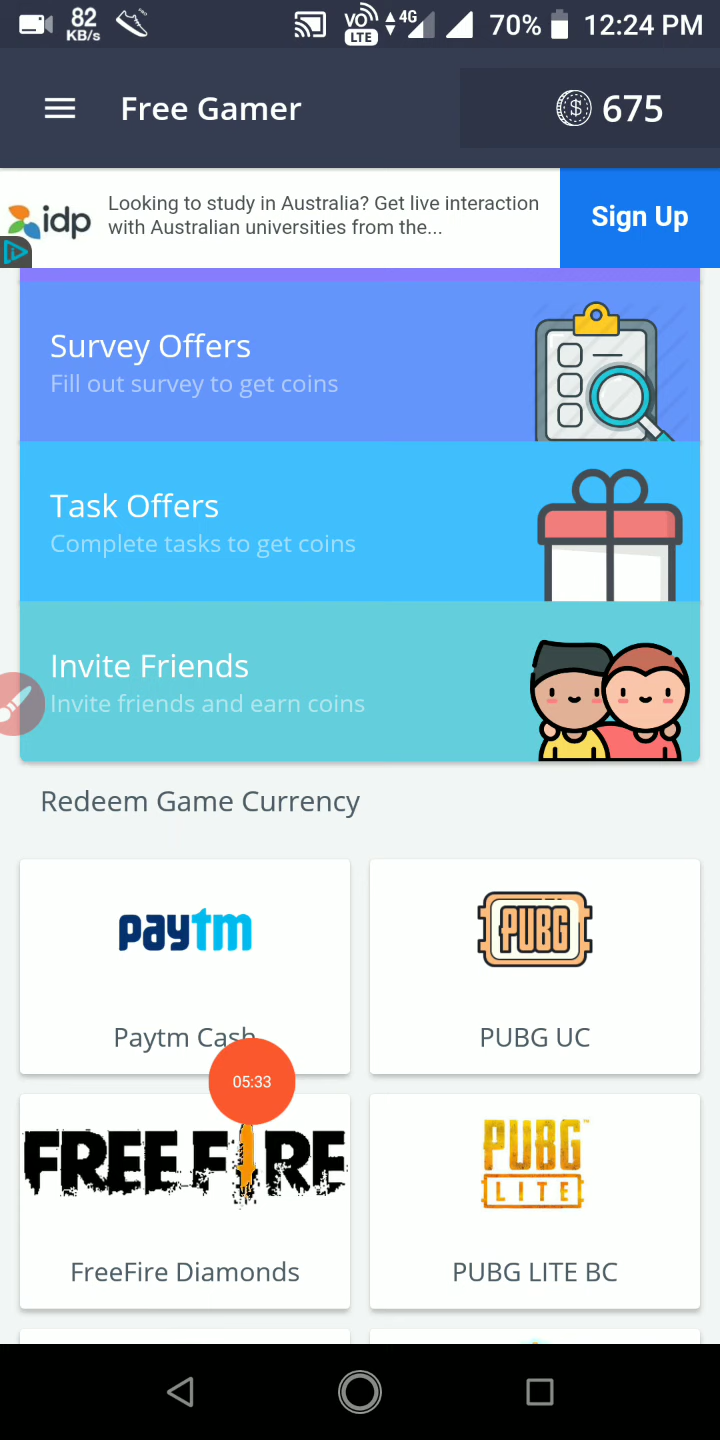 82
KB/s
VO
LTE
4G
70%
12:24 PM
Free Gamer
$ 675
idp
Looking to study in Australia? Get live interaction
with Australian universities from the...
Sign Up
Survey Offers
Fill out survey to get coins
Task Offers
Complete tasks to get coins
Invite Friends
Invite friends and earn coins
Redeem Game Currency
paytm
PUBG
Paytm Cash
PUBG UC
05:33
FREE FIRE
PUBG
LITE
FreeFire Diamonds
PUBG LITE BC